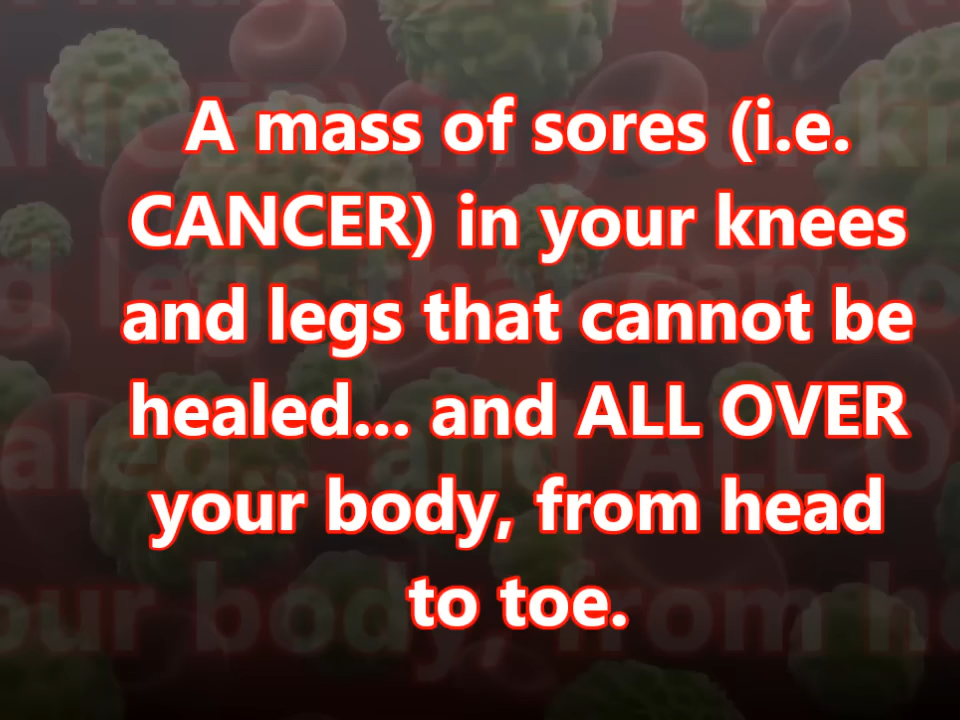 A mass of sores (i.e.
CANCER) in your knees
and legs that cannot be
healed... and ALL OVER
your body, from head
to toe.